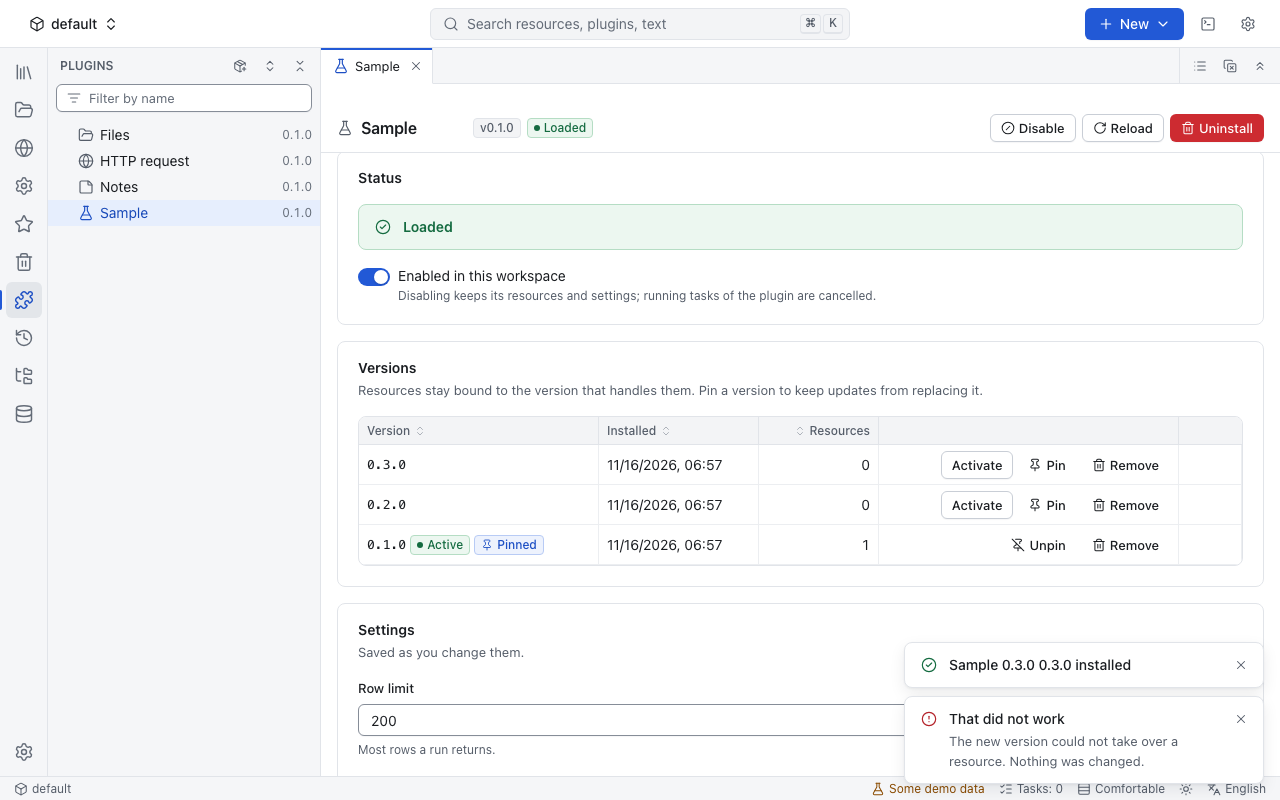 default
Search resources, plugins, text
⌘ K
New
PLUGINS
Filter by name
Files 0.1.0
HTTP request 0.1.0
Notes 0.1.0
Sample 0.1.0
Sample
Sample v0.1.0 Loaded
Disable Reload Uninstall
Status
Loaded
Enabled in this workspace
Disabling keeps its resources and settings; running tasks of the plugin are cancelled.
Versions
Resources stay bound to the version that handles them. Pin a version to keep updates from replacing it.
Version Installed Resources
0.3.0 11/16/2026, 06:57 0 Activate Pin Remove
0.2.0 11/16/2026, 06:57 0 Activate Pin Remove
0.1.0 Active Pinned 11/16/2026, 06:57 1 Unpin Remove
Settings
Saved as you change them.
Row limit
200
Most rows a run returns.
Sample 0.3.0 0.3.0 installed
That did not work
The new version could not take over a
resource. Nothing was changed.
default
Some demo data Tasks: 0 Comfortable English